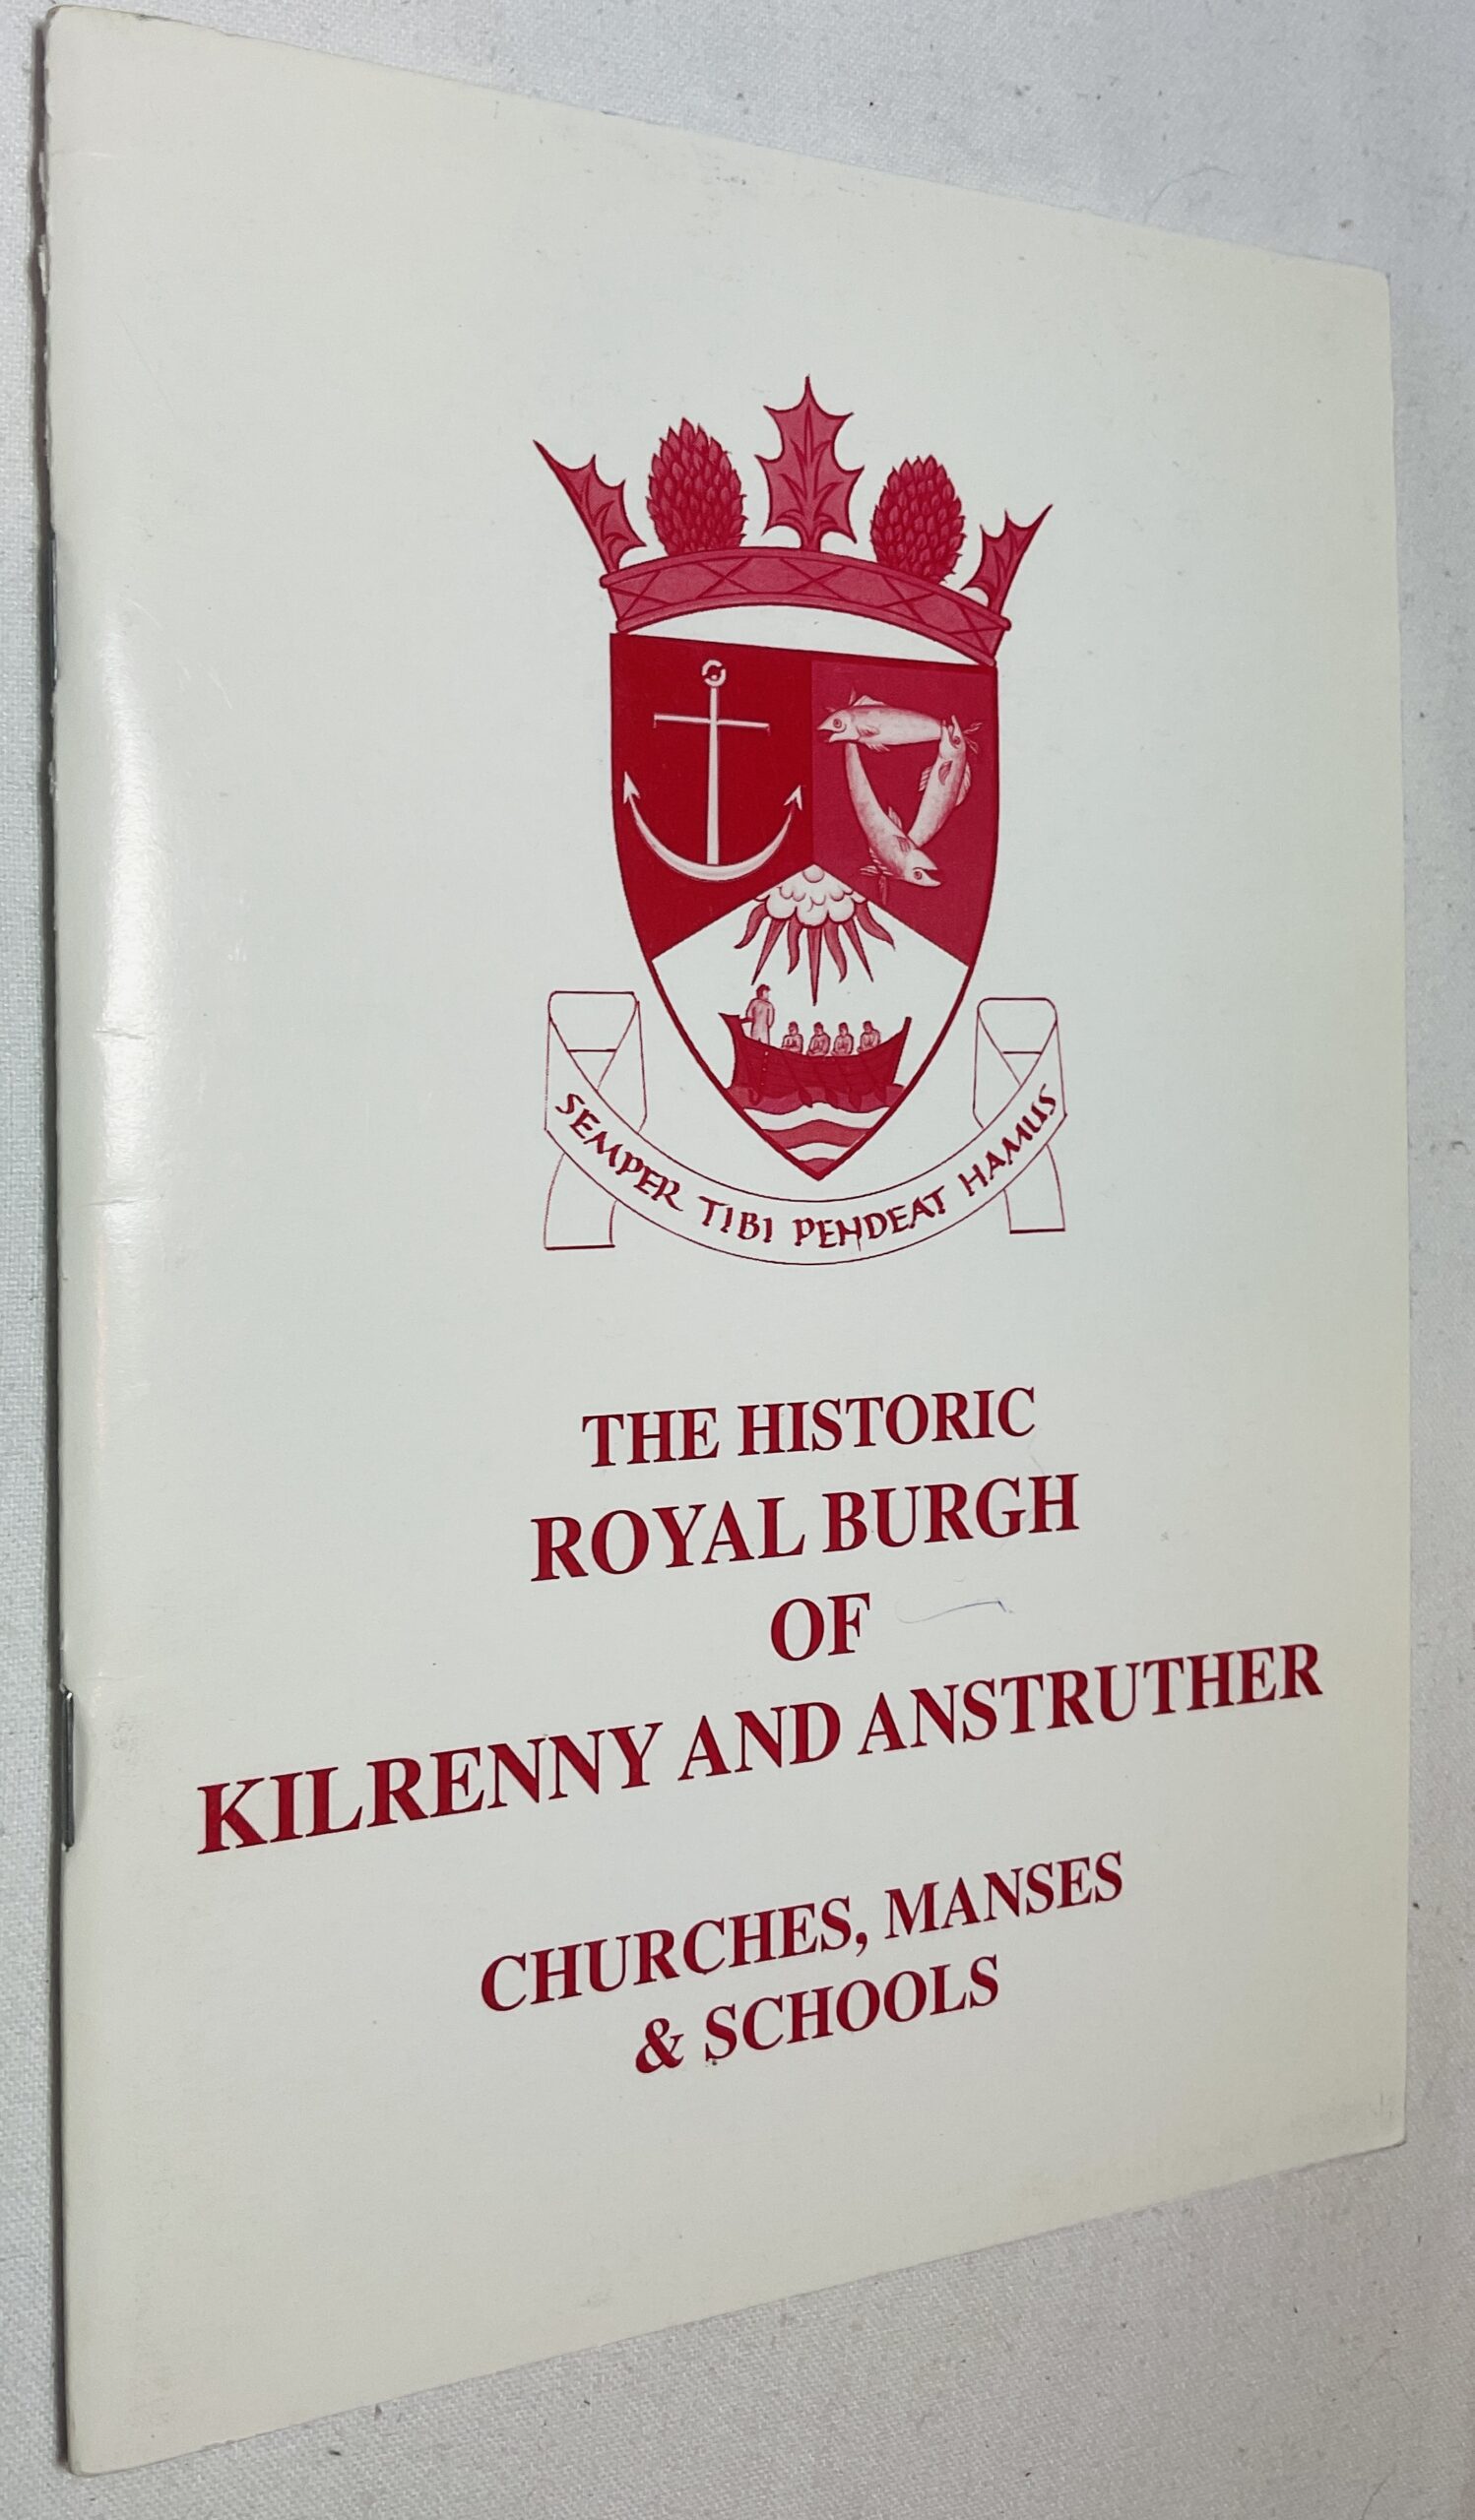 SEMPER TIBI PENDEAT HAMUS
THE HISTORIC
ROYAL BURGH
OF
KILRENNY AND ANSTRUTHER
CHURCHES, MANSES
& SCHOOLS